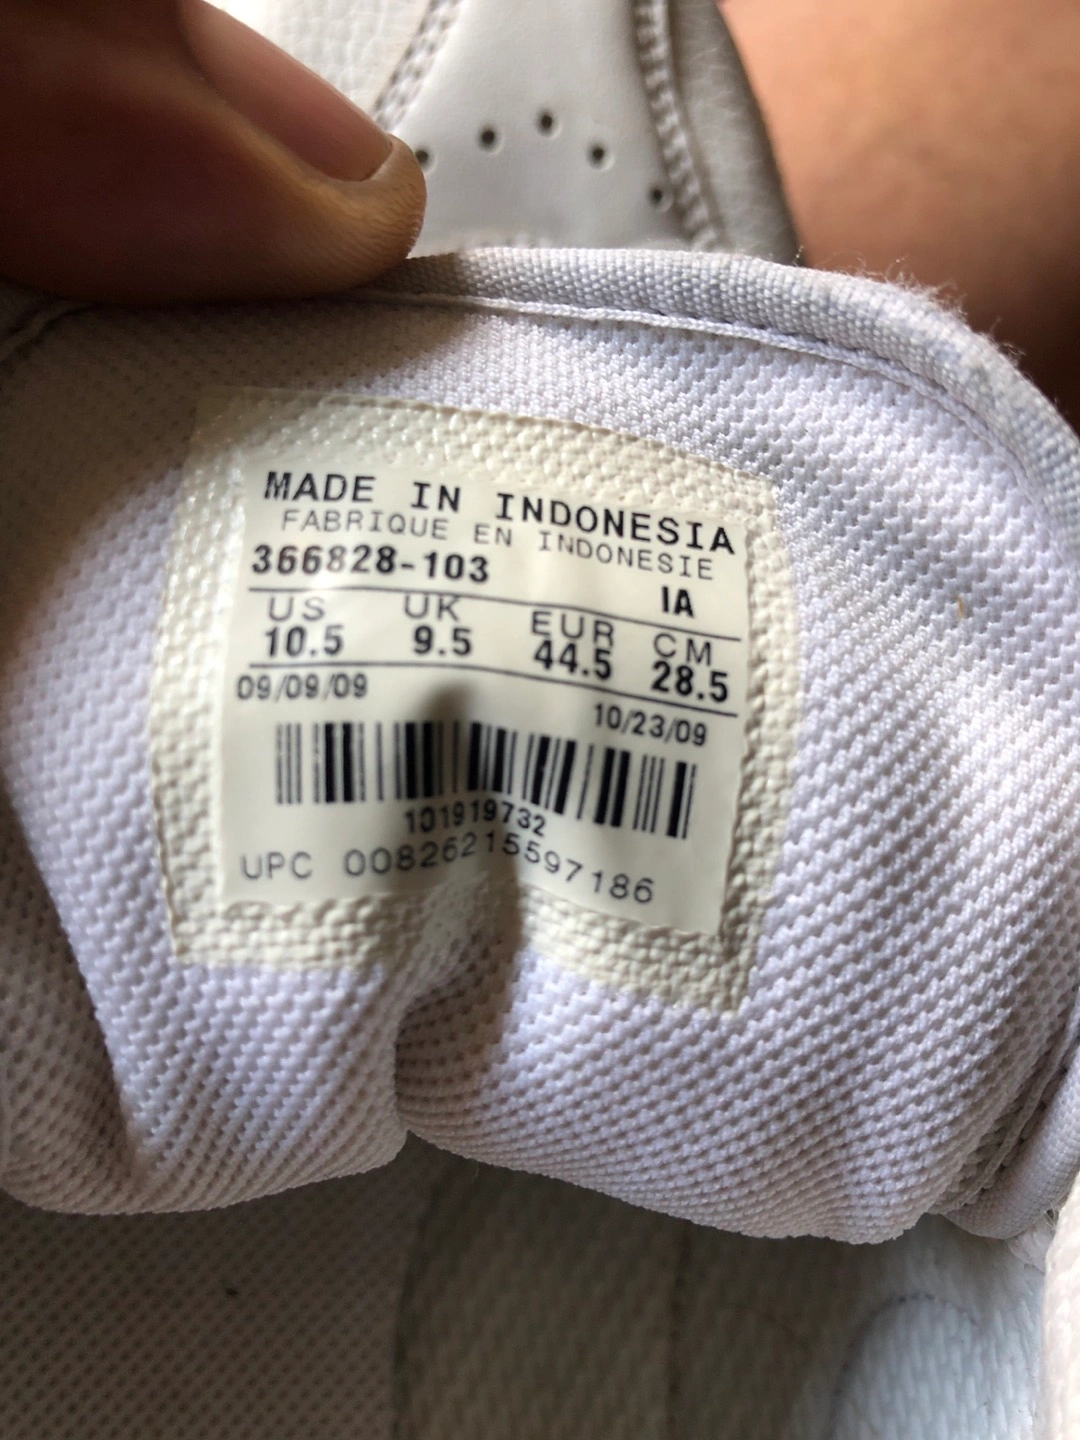 MADE IN INDONESIA
FABRIQUE EN INDONESIE
366828-103 IA
US UK EUR CM
10.5 9.5 44.5 28.5
09/09/09 10/23/09
101919732
UPC 00826215597186